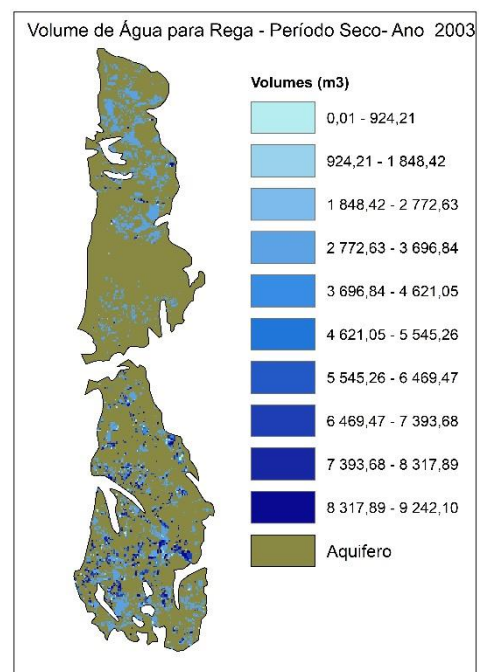 Volume de Água para Rega - Período Seco- Ano 2003
Volumes (m3)
0,01 - 924,21
924,21 - 1 848,42
1 848,42 - 2 772,63
2 772,63 - 3 696,84
3 696,84 - 4 621,05
4 621,05 - 5 545,26
5 545,26 - 6 469,47
6 469,47 - 7 393,68
7 393,68 - 8 317,89
8 317,89 - 9 242,10
Aquifero